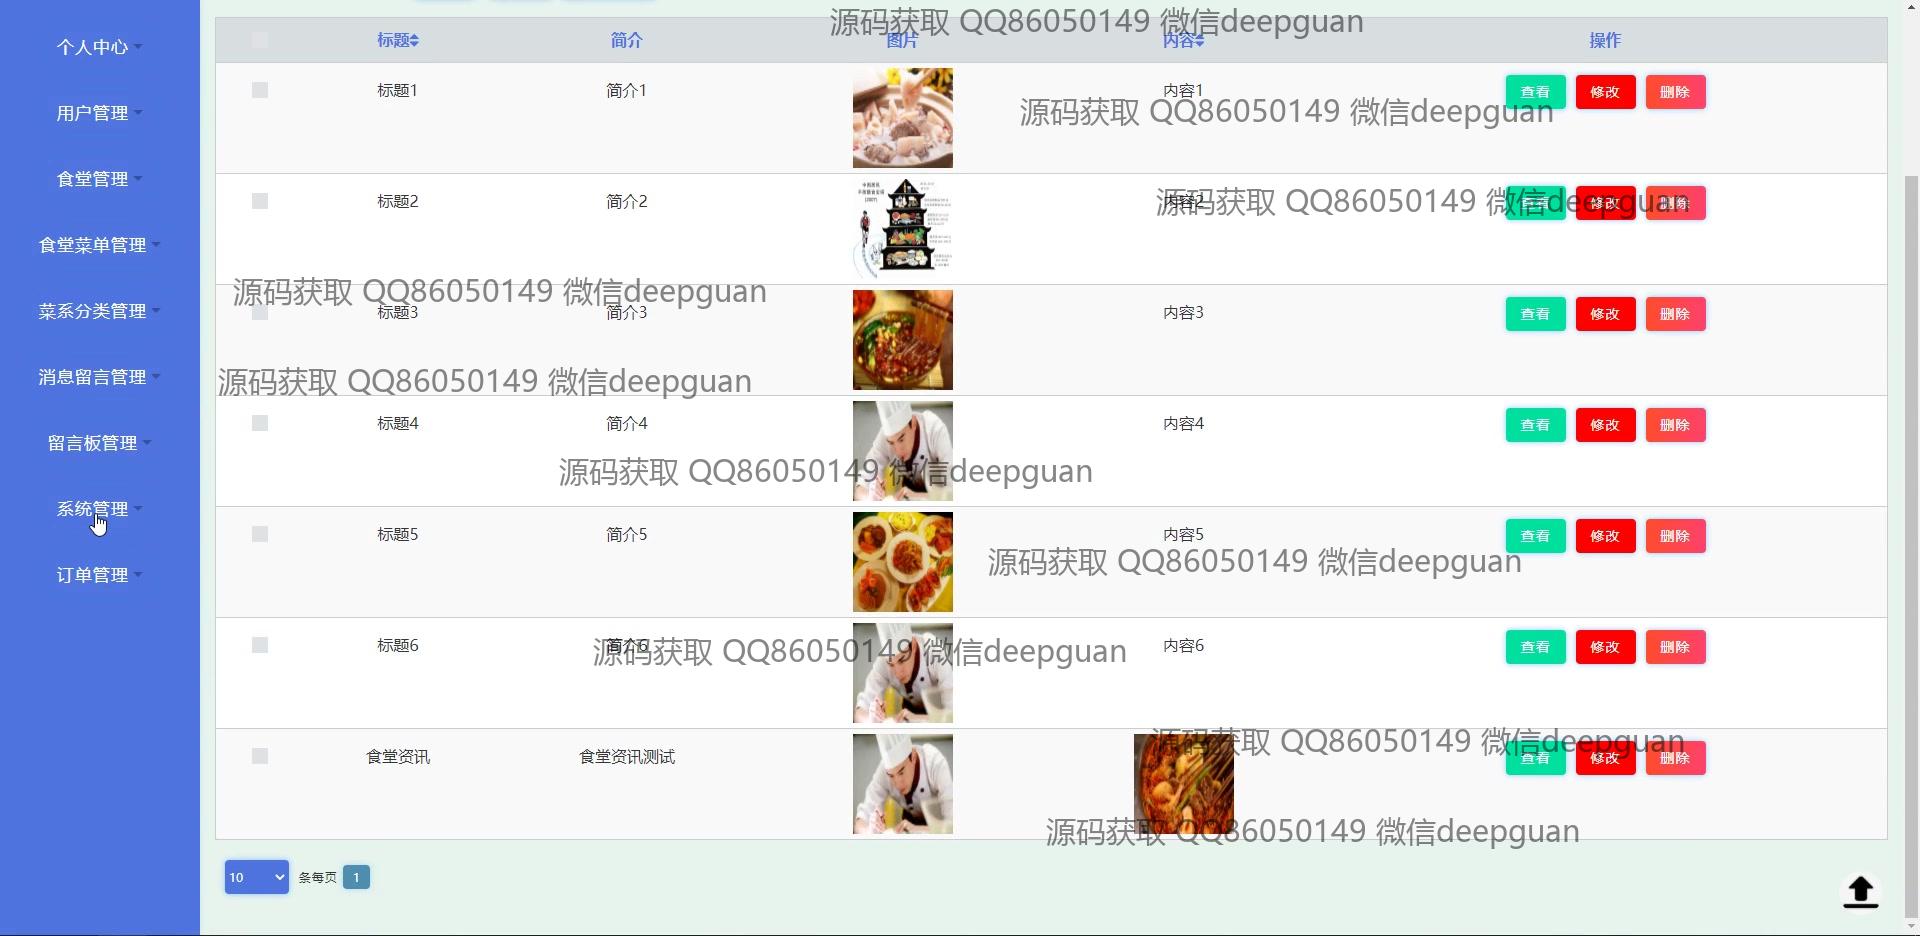 源码获取 QQ86050149 微信deepguan
个人中心
用户管理
食堂管理
食堂菜单管理
菜系分类管理
消息留言管理
留言板管理
系统管理
订单管理
标题 简介 图片 内容 操作
标题1 简介1 内容1 查看 修改 删除
源码获取 QQ86050149 微信deepguan
标题2 简介2 内容2 查看 修改 删除
源码获取 QQ86050149 微信deepguan
源码获取 QQ86050149 微信deepguan
标题3 简介3 内容3 查看 修改 删除
源码获取 QQ86050149 微信deepguan
标题4 简介4 内容4 查看 修改 删除
源码获取 QQ86050149 微信deepguan
标题5 简介5 内容5 查看 修改 删除
源码获取 QQ86050149 微信deepguan
标题6 简介6 内容6 查看 修改 删除
源码获取 QQ86050149 微信deepguan
源码获取 QQ86050149 微信deepguan
食堂资讯 食堂资讯测试 查看 修改 删除
源码获取 QQ86050149 微信deepguan
10 条每页 1